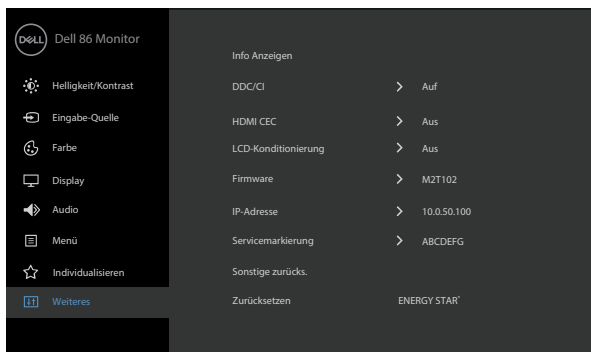 DELL Dell 86 Monitor
Info Anzeigen
Helligkeit/Kontrast DDC/CI Auf
Eingabe-Quelle HDMI CEC Aus
Farbe LCD-Konditionierung Aus
Display Firmware M2T102
Audio IP-Adresse 10.0.50.100
Menü Servicemarkierung ABCDEFG
Individualisieren Sonstige zurücks.
Weiteres Zurücksetzen ENERGY STAR®